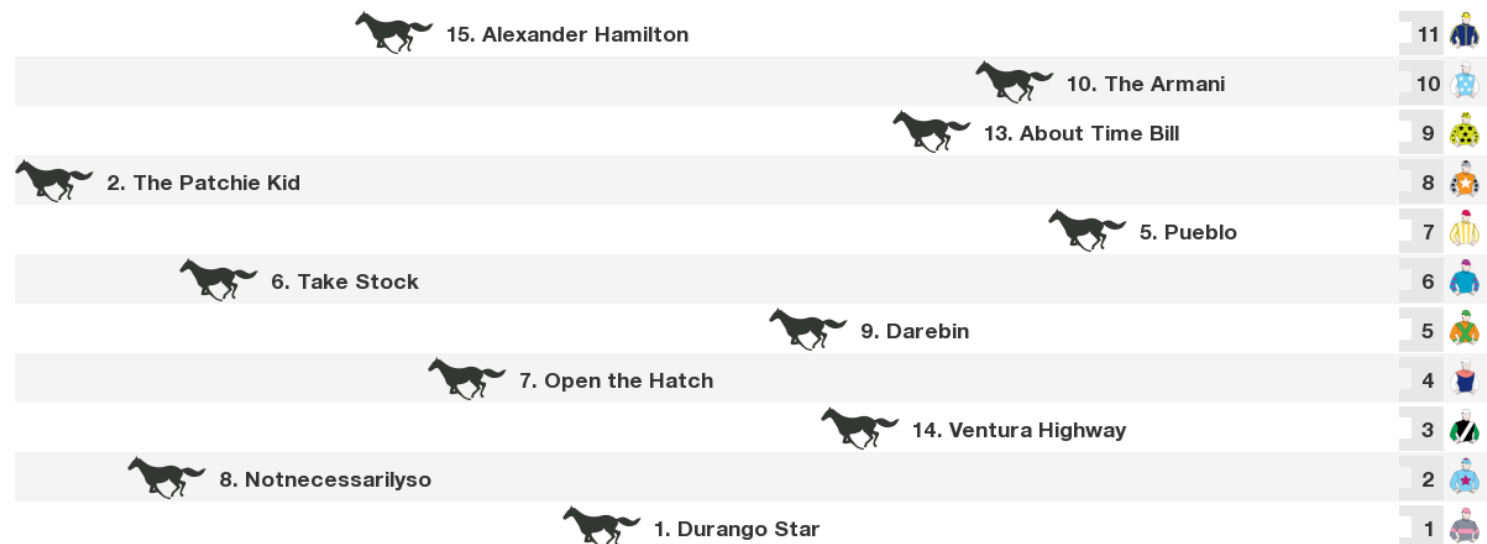 15. Alexander Hamilton 11
10. The Armani 10
13. About Time Bill 9
2. The Patchie Kid 8
5. Pueblo 7
6. Take Stock 6
9. Darebin 5
7. Open the Hatch 4
14. Ventura Highway 3
8. Notnecessarilyso 2
1. Durango Star 1